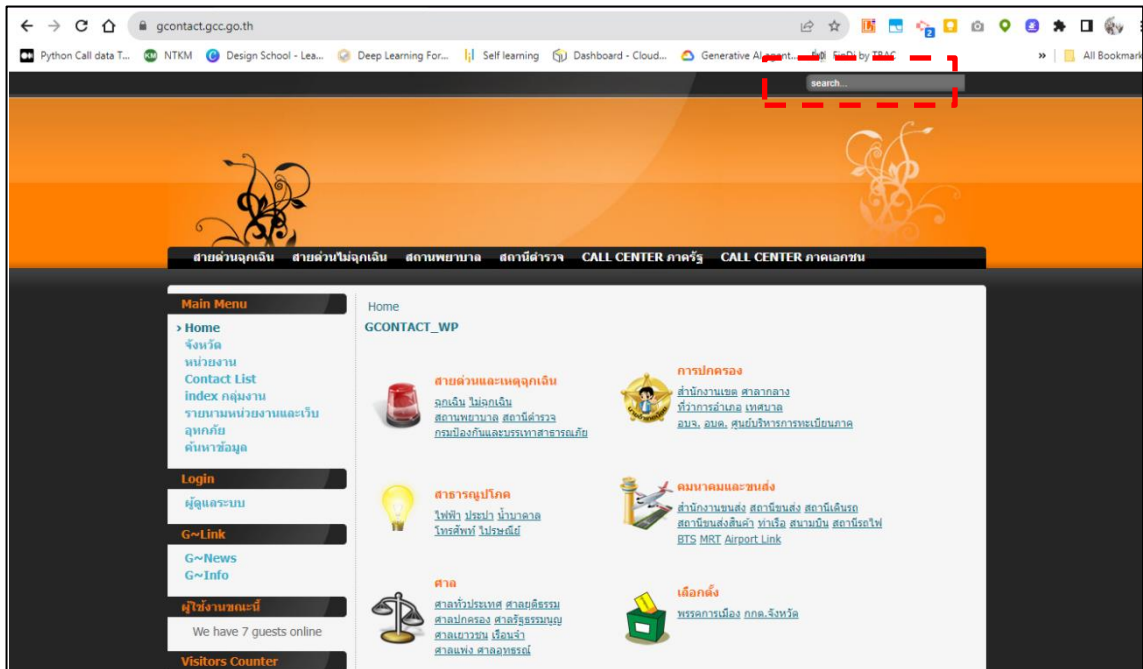 gcontact.gcc.go.th
Python Call data T...
NTKM
Design School - Lea...
Deep Learning For...
Self learning
Dashboard - Cloud...
Generative AI agent...
All Bookmark
search...
สายด่วนฉุกเฉิน สายด่วนไม่ฉุกเฉิน สถานพยาบาล สถานีตำรวจ CALL CENTER ภาครัฐ CALL CENTER ภาคเอกชน
Main Menu
Home
จังหวัด
หน่วยงาน
Contact List
index กลุ่มงาน
รายนามหน่วยงานและเว็บ
อุทกภัย
ค้นหาข้อมูล
Login
ผู้ดูแลระบบ
G~Link
G~News
G~Info
ผู้ใช้งานขณะนี้
We have 7 guests online
Visitors Counter
Home
GCONTACT_WP
สายด่วนและเหตุฉุกเฉิน
ฉุกเฉิน ไม่ฉุกเฉิน
สถานพยาบาล สถานีตำรวจ
กรมป้องกันและบรรเทาสาธารณภัย
การปกครอง
สำนักงานเขต ศาลากลาง
ที่ว่าการอำเภอ เทศบาล
อบจ. อบต. ศูนย์บริหารการทะเบียนภาค
สาธารณูปโภค
ไฟฟ้า ประปา น้ำบาดาล
โทรศัพท์ ไปรษณีย์
คมนาคมและขนส่ง
สำนักงานขนส่ง สถานีขนส่ง สถานีเดินรถ
สถานีขนส่งสินค้า ท่าเรือ สนามบิน สถานีรถไฟ
BTS MRT Airport Link
ศาล
ศาลทั่วประเทศ ศาลยุติธรรม
ศาลปกครอง ศาลรัฐธรรมนูญ
ศาลเยาวชน เรือนจำ
ศาลแพ่ง ศาลอุทธรณ์
เลือกตั้ง
พรรคการเมือง กกต.จังหวัด